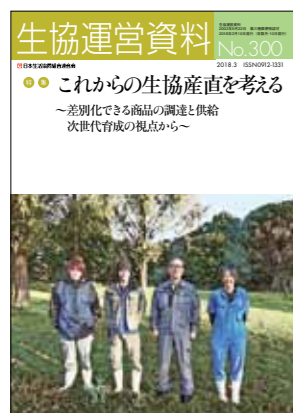 生協運営資料
No.300
日本生活協同組合連合会
2018.3 ISSN0912-1331
特集
これからの生協産直を考える
～差別化できる商品の調達と供給
次世代育成の視点から～